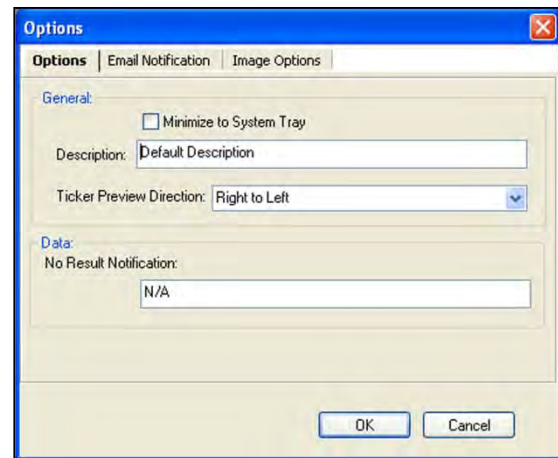 Options
Options Email Notification Image Options
General:
Minimize to System Tray
Description: Default Description
Ticker Preview Direction: Right to Left
Data:
No Result Notification:
N/A
OK Cancel